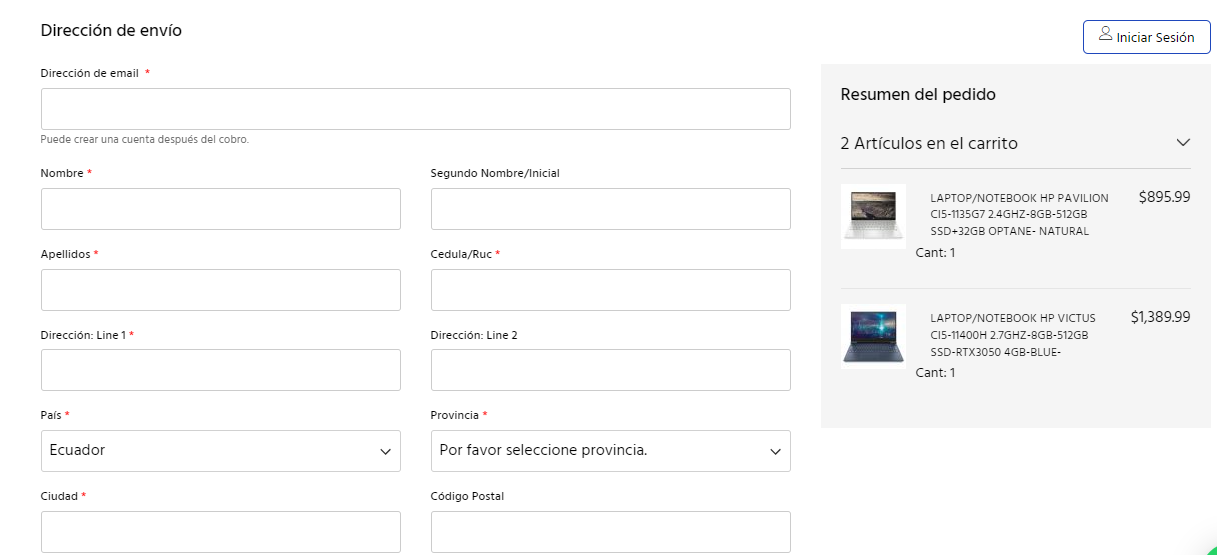 Dirección de envío
Iniciar Sesión
Dirección de email *
Puede crear una cuenta después del cobro.
Nombre *
Segundo Nombre/Inicial
Apellidos *
Cedula/Ruc *
Dirección: Line 1 *
Dirección: Line 2
País *
Provincia *
Ecuador
Por favor seleccione provincia.
Ciudad *
Código Postal
Resumen del pedido
2 Artículos en el carrito
LAPTOP/NOTEBOOK HP PAVILION
$895.99
CI5-1135G7 2.4GHZ-8GB-512GB
SSD+32GB OPTANE- NATURAL
Cant: 1
LAPTOP/NOTEBOOK HP VICTUS
$1,389.99
CI5-11400H 2.7GHZ-8GB-512GB
SSD-RTX3050 4GB-BLUE-
Cant: 1